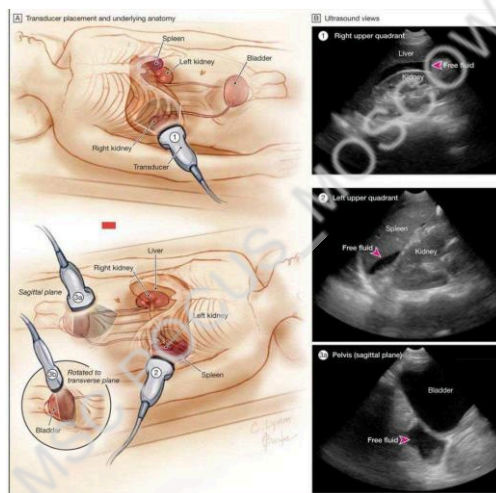 A Transducer placement and underlying anatomy
Spleen
Left kidney
Bladder
Right kidney
Transducer
1
Liver
Right kidney
Sagittal plane
3a
Left kidney
Rotated to
transverse plane
3b
Bladder
Spleen
2
B Ultrasound views
1 Right upper quadrant
Liver
Free fluid
Kidney
2 Left upper quadrant
Spleen
Free fluid
Kidney
3a Pelvis (sagittal plane)
Bladder
Free fluid